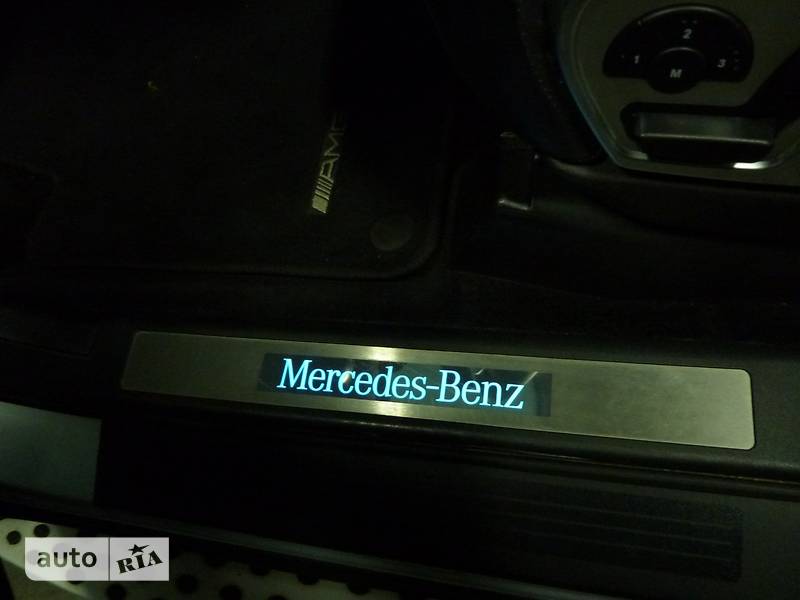 2
1 3
M
AMG
Mercedes-Benz
auto RIA